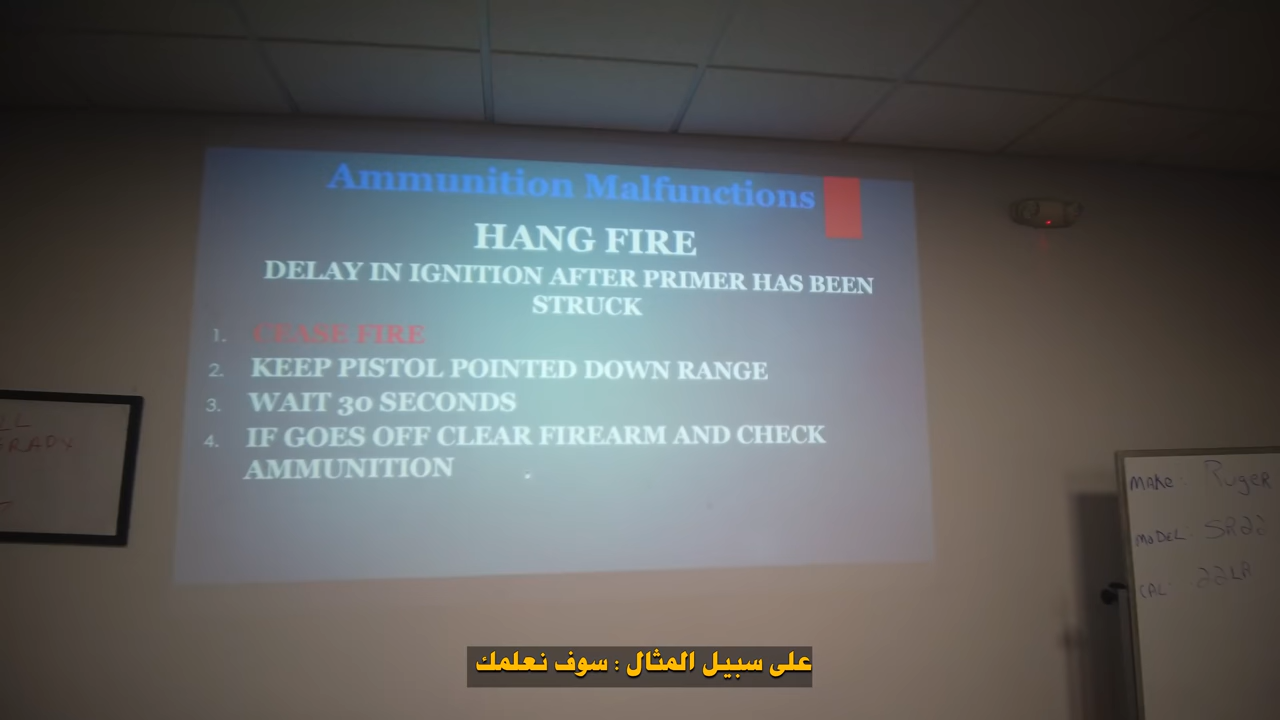 Ammunition Malfunctions
HANG FIRE
DELAY IN IGNITION AFTER PRIMER HAS BEEN
STRUCK
1. CEASE FIRE
2. KEEP PISTOL POINTED DOWN RANGE
3. WAIT 30 SECONDS
4. IF GOES OFF CLEAR FIREARM AND CHECK
AMMUNITION
MAKE: Ruger
MODEL SR22
CAL: 22LR
على سبيل المثال : سوف نعلمك